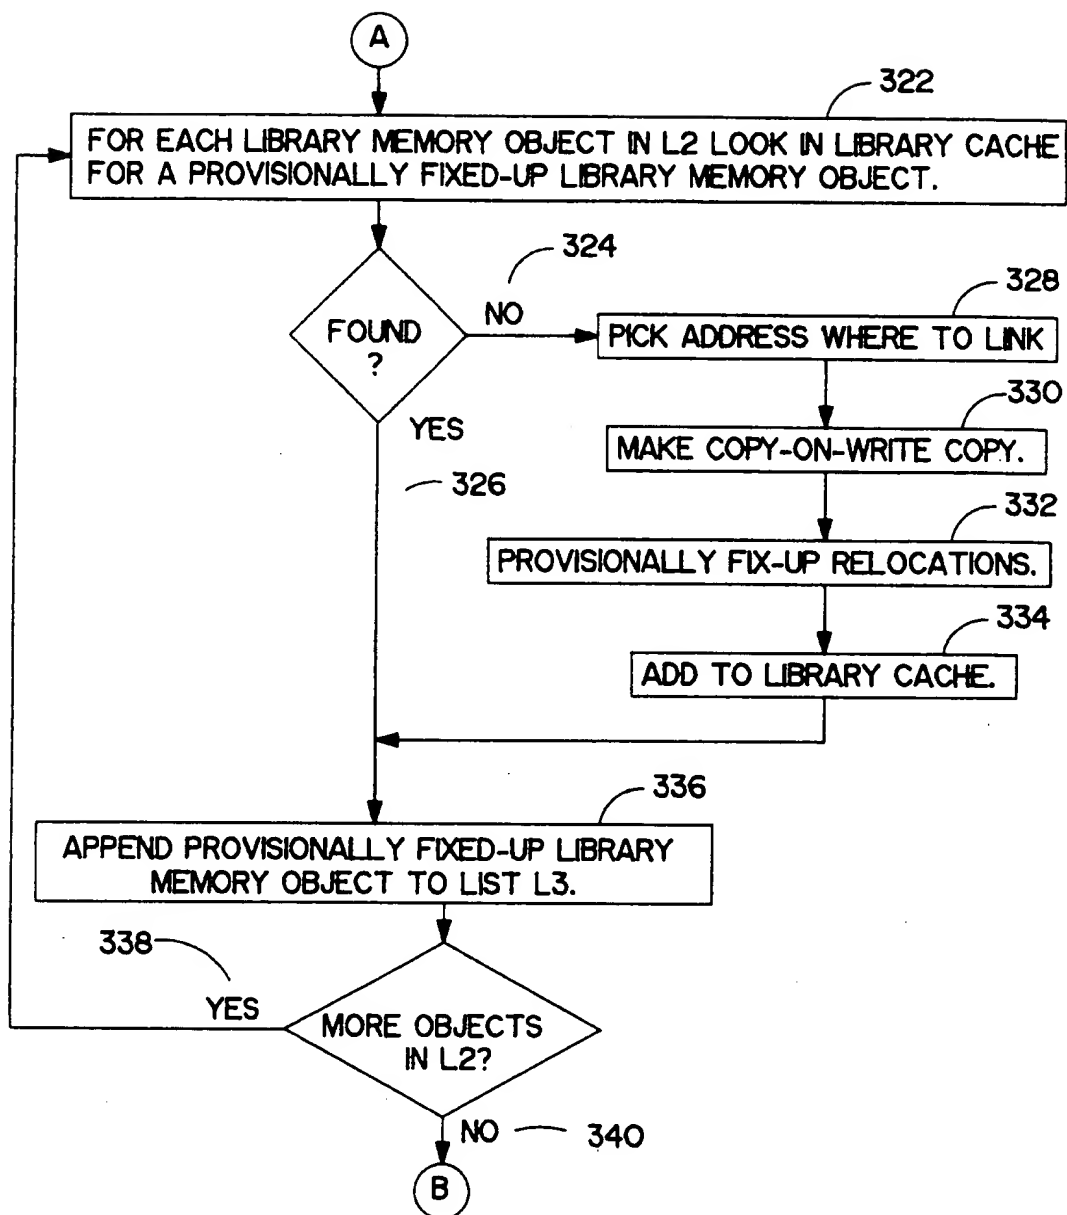 A
322
FOR EACH LIBRARY MEMORY OBJECT IN L2 LOOK IN LIBRARY CACHE
FOR A PROVISIONALLY FIXED-UP LIBRARY MEMORY OBJECT.
324
FOUND
?
NO
328
PICK ADDRESS WHERE TO LINK
330
MAKE COPY-ON-WRITE COPY.
YES
326
332
PROVISIONALLY FIX-UP RELOCATIONS.
334
ADD TO LIBRARY CACHE.
336
APPEND PROVISIONALLY FIXED-UP LIBRARY
MEMORY OBJECT TO LIST L3.
338
YES
MORE OBJECTS
IN L2?
NO
340
B